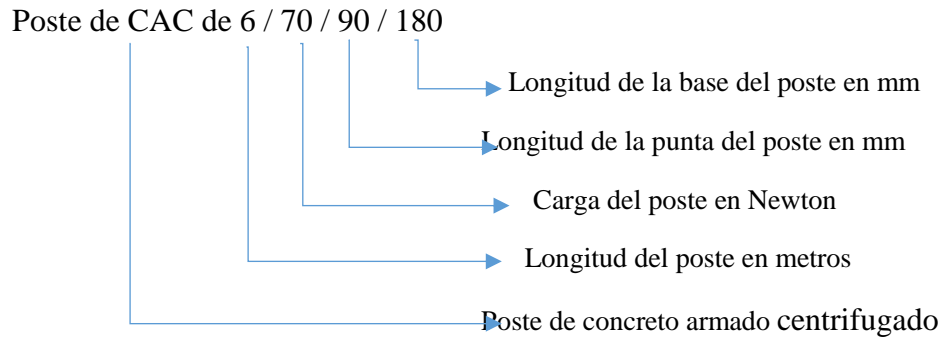 Poste de CAC de 6 / 70 / 90 / 180
Longitud de la base del poste en mm
Longitud de la punta del poste en mm
Carga del poste en Newton
Longitud del poste en metros
Poste de concreto armado centrifugado